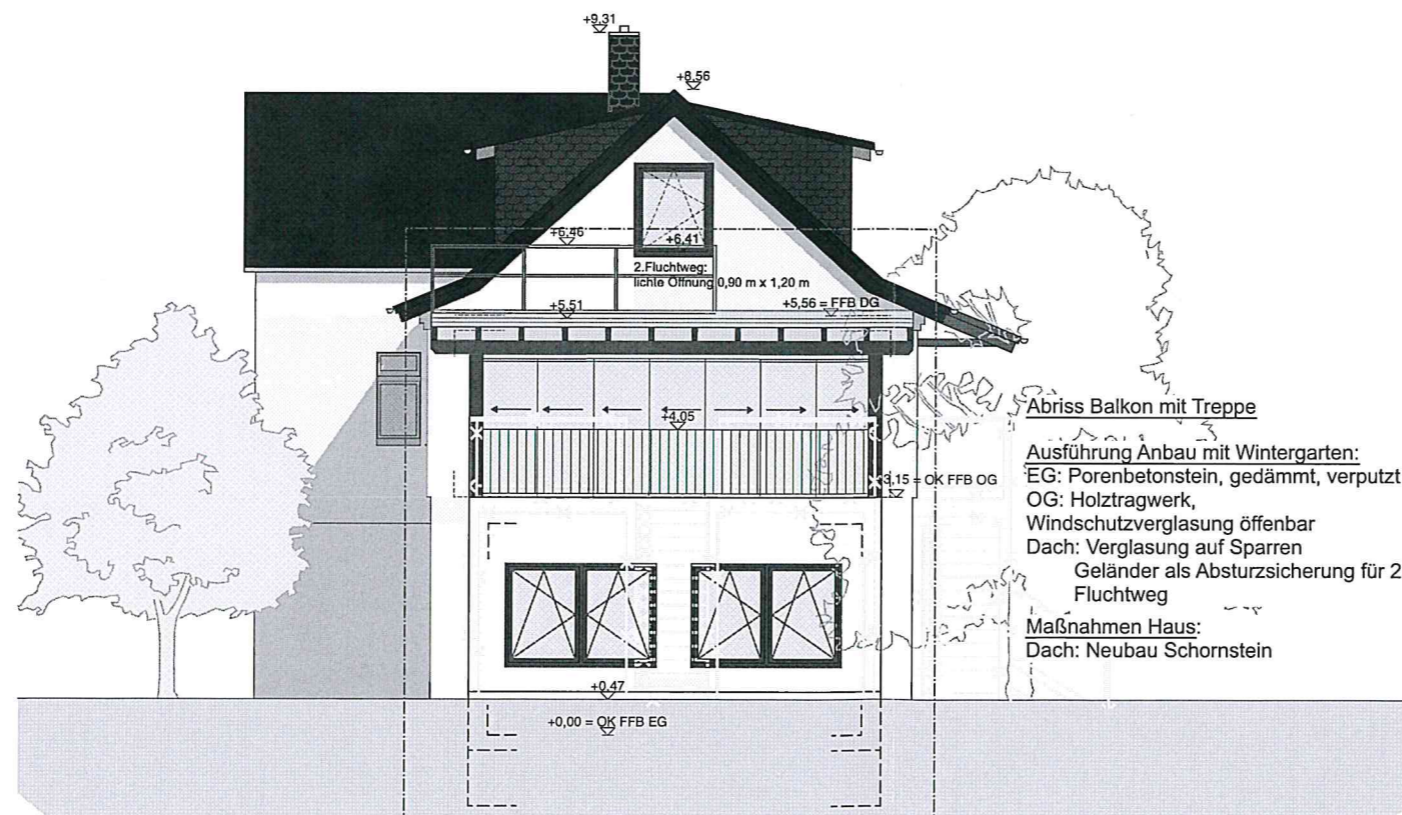 +9.31
+8.56
+6.46
+6.41
2.Fluchtweg:
lichte Öffnung 0,90 m x 1,20 m
+5,56 = FFB DG
+5.51
+4.05
3,15 = OK FFB OG
+0.47
+0,00 = OK FFB EG
Abriss Balkon mit Treppe
Ausführung Anbau mit Wintergarten:
EG: Porenbetonstein, gedämmt, verputzt
OG: Holztragwerk,
Windschutzverglasung öffenbar
Dach: Verglasung auf Sparren
Geländer als Absturzsicherung für 2
Fluchtweg
Maßnahmen Haus:
Dach: Neubau Schornstein